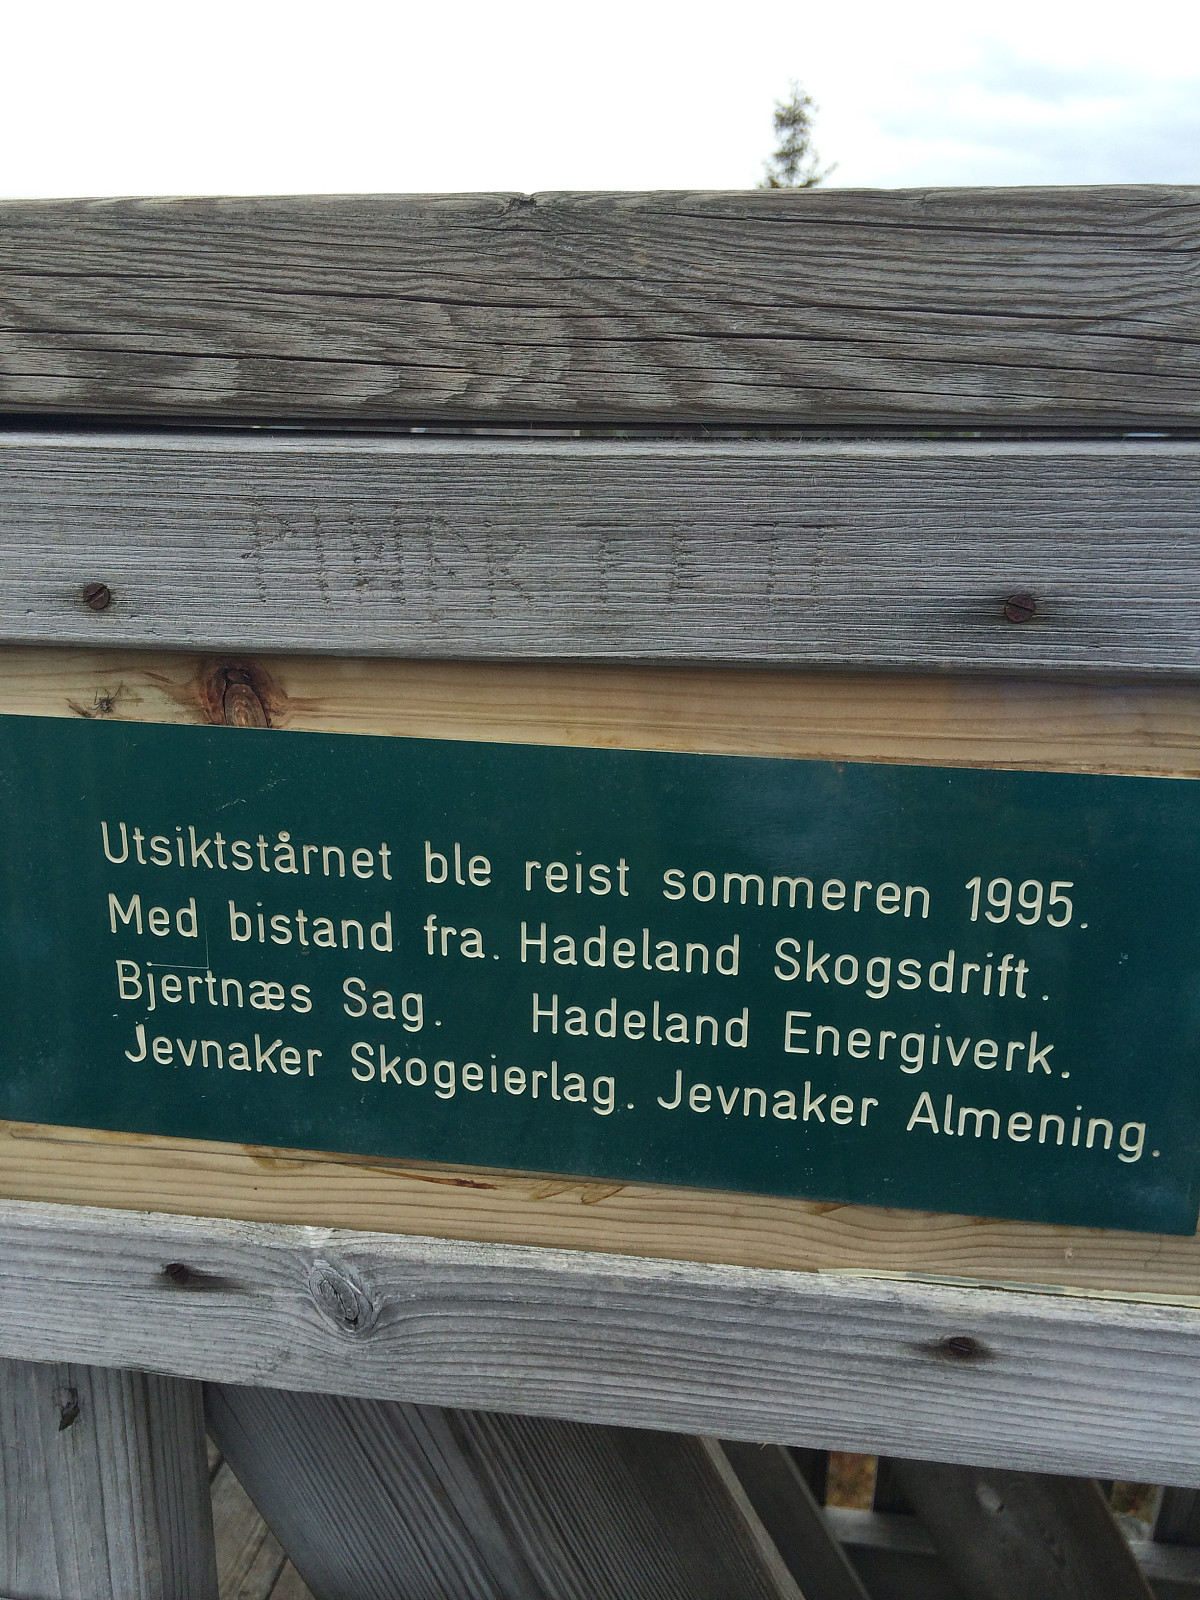 Utsiktstårnet ble reist sommeren 1995.
Med bistand fra. Hadeland Skogsdrift.
Bjertnæs Sag. Hadeland Energiverk.
Jevnaker Skogeierlag. Jevnaker Almening.